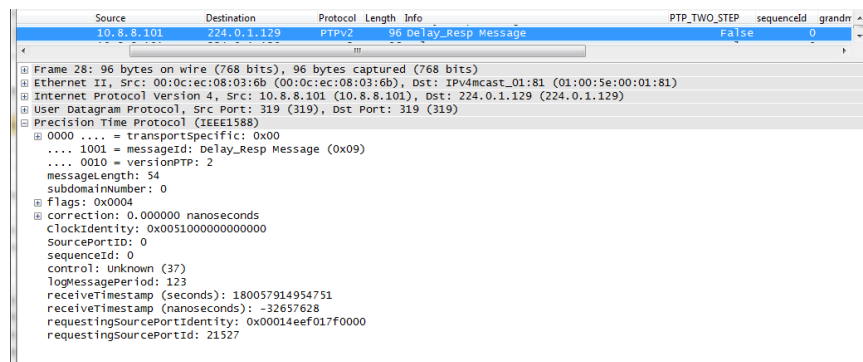 Source Destination Protocol Length Info PTP_TWO_STEP sequenceId grandm
10.8.8.101 224.0.1.129 PTPv2 96 Delay_Resp Message False 0
Frame 28: 96 bytes on wire (768 bits), 96 bytes captured (768 bits)
Ethernet II, Src: 00:0c:ec:08:03:6b (00:0c:ec:08:03:6b), Dst: IPv4mcast_01:81 (01:00:5e:00:01:81)
Internet Protocol Version 4, Src: 10.8.8.101 (10.8.8.101), Dst: 224.0.1.129 (224.0.1.129)
User Datagram Protocol, Src Port: 319 (319), Dst Port: 319 (319)
Precision Time Protocol (IEEE1588)
0000 .... = transportSpecific: 0x00
.... 1001 = messageId: Delay_Resp Message (0x09)
.... 0010 = versionPTP: 2
messageLength: 54
subdomainNumber: 0
flags: 0x0004
correction: 0.000000 nanoseconds
ClockIdentity: 0x0051000000000000
SourcePortID: 0
sequenceId: 0
control: Unknown (37)
logMessagePeriod: 123
receiveTimestamp (seconds): 180057914954751
receiveTimestamp (nanoseconds): -32657628
requestingSourcePortIdentity: 0x00014eef017f0000
requestingSourcePortId: 21527